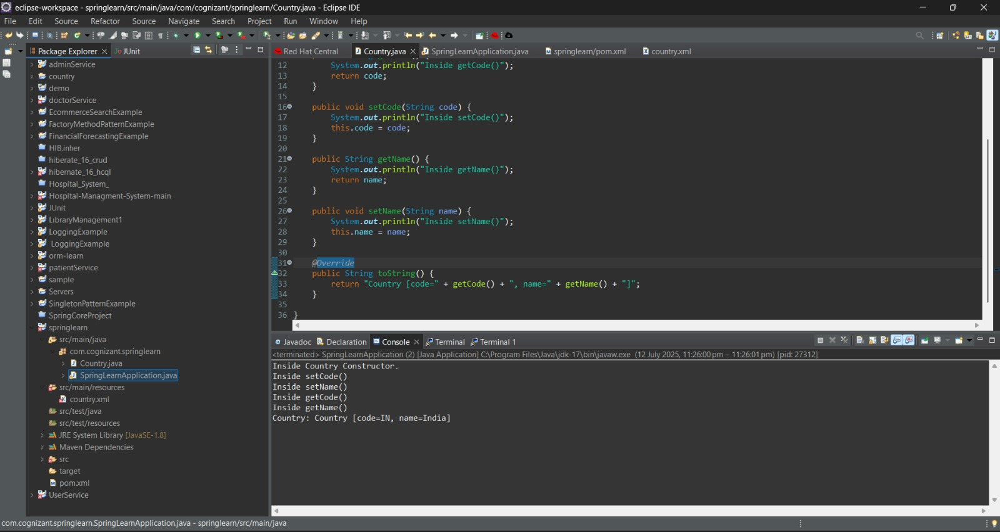 eclipse-workspace - springlearn/src/main/java/com/cognizant/springlearn/Country.java - Eclipse IDE
File Edit Source Refactor Source Navigate Search Project Run Window Help
Package Explorer
JUnit
adminService
country
demo
doctorService
EcommerceSearchExample
FactoryMethodPatternExample
FinancialForecastingExample
HIB.inher
hiberate_16_crud
hibernate_16_hcql
Hospital_System_
Hospital-Managment-System-main
JUnit
LibraryManagement1
LoggingExample
LoggingExample
orm-learn
patientService
sample
Servers
SingletonPatternExample
SpringCoreProject
springlearn
src/main/java
com.cognizant.springlearn
Country.java
SpringLearnApplication.java
src/main/resources
country.xml
src/test/java
src/test/resources
JRE System Library [JavaSE-1.8]
Maven Dependencies
src
target
pom.xml
UserService
Red Hat Central
Country.java
SpringLearnApplication.java
springlearn/pom.xml
country.xml
12 System.out.println("Inside getCode()");
13 return code;
14 }
15
16 public void setCode(String code) {
17 System.out.println("Inside setCode()");
18 this.code = code;
19 }
20
21 public String getName() {
22 System.out.println("Inside getName()");
23 return name;
24 }
25
26 public void setName(String name) {
27 System.out.println("Inside setName()");
28 this.name = name;
29 }
30
31 @Override
32 public String toString() {
33 return "Country [code=" + getCode() + ", name=" + getName() + "]";
34 }
35
36 }
Javadoc
Declaration
Console
Terminal
Terminal 1
<terminated> SpringLearnApplication (2) [Java Application] C:\Program Files\Java\jdk-17\bin\javaw.exe (12 July 2025, 11:26:00 pm – 11:26:01 pm) [pid: 27312]
Inside Country Constructor.
Inside setCode()
Inside setName()
Inside getCode()
Inside getName()
Country: Country [code=IN, name=India]
com.cognizant.springlearn.SpringLearnApplication.java - springlearn/src/main/java